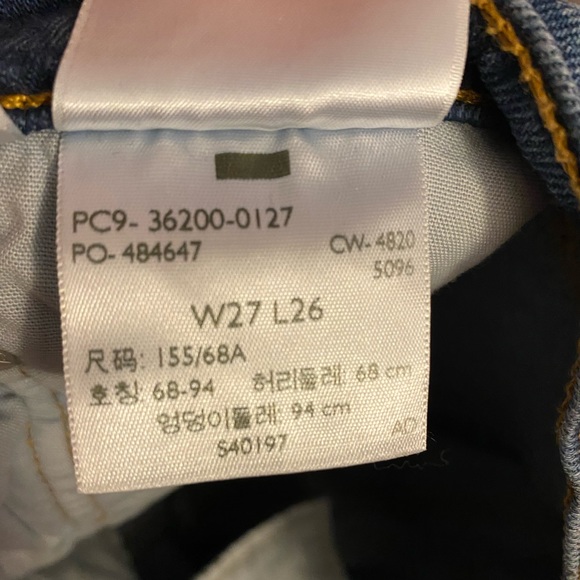 PC9- 36200-0127
PO- 484647
CW- 4820
5096
W27 L26
尺码: 155/68A
호칭: 68-94 허리둘레: 68 cm
엉덩이둘레: 94 cm
S40197
AD